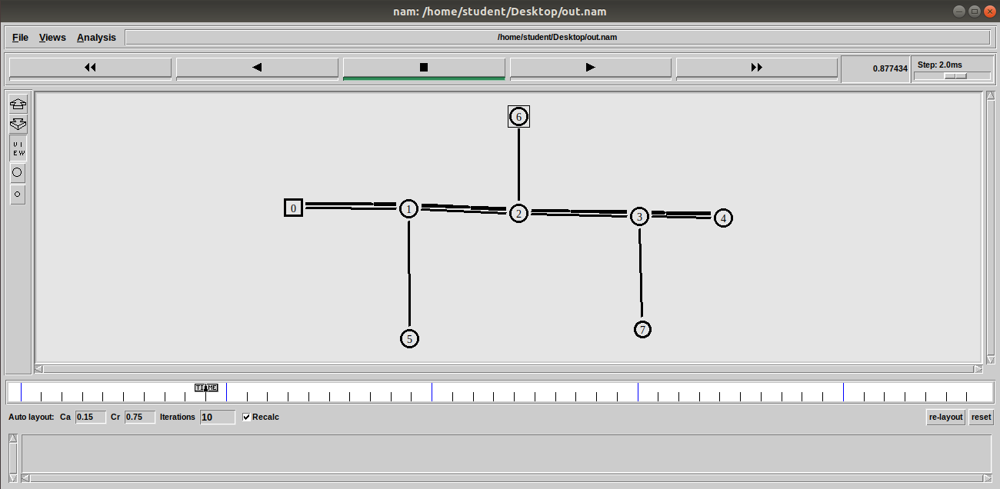 nam: /home/student/Desktop/out.nam
File Views Analysis /home/student/Desktop/out.nam
0.877434 Step: 2.0ms
VI
EW
6
0 1 2 3 4
5 7
TIME
Auto layout: Ca 0.15 Cr 0.75 Iterations 10 Recalc re-layout reset